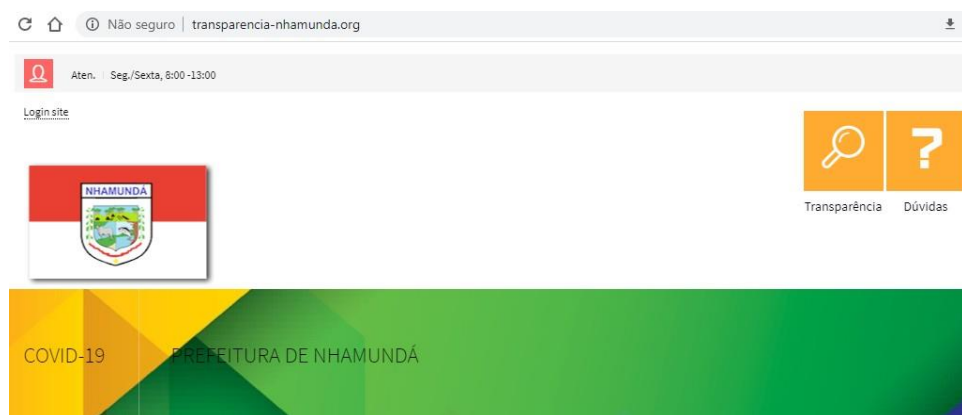 Não seguro | transparencia-nhamunda.org
Aten. Seg./Sexta, 8:00 -13:00
Login site
NHAMUNDÁ
Transparência Dúvidas
COVID-19 PREFEITURA DE NHAMUNDÁ